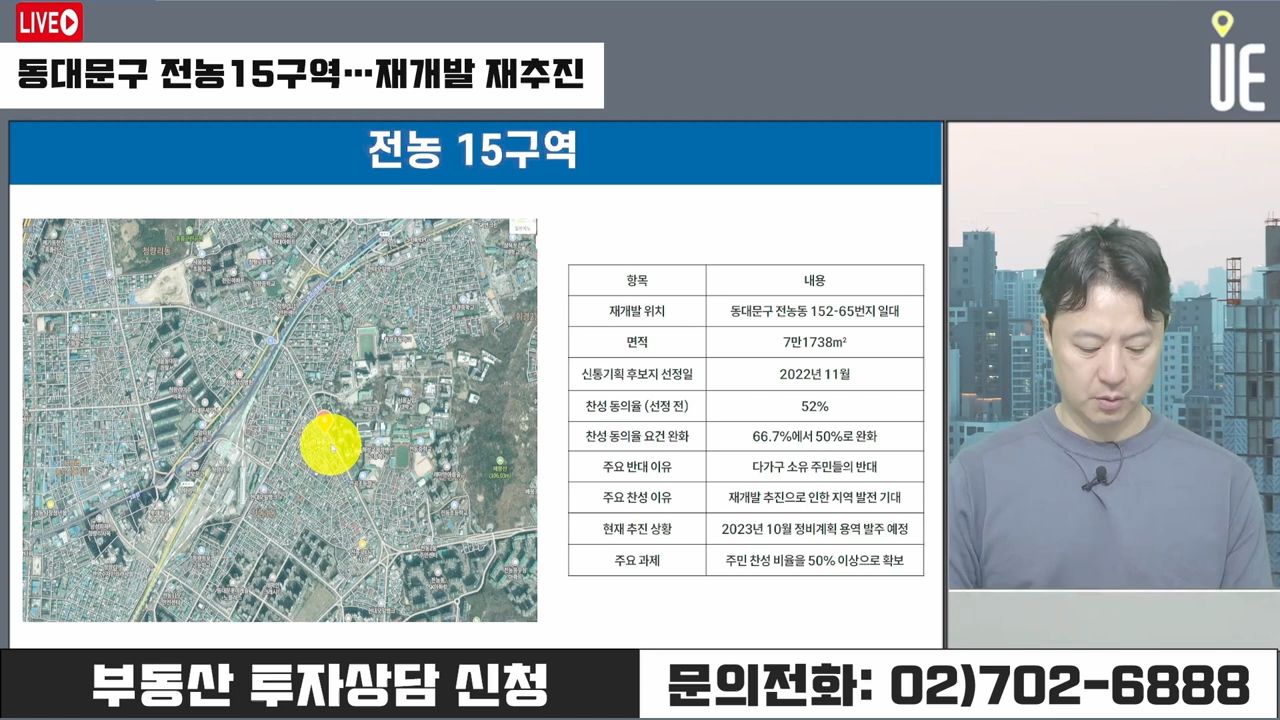 LIVE
동대문구 전농15구역…재개발 재추진
UE
전농 15구역
항목 내용
재개발 위치 동대문구 전농동 152-65번지 일대
면적 7만1738m²
신통기획 후보지 선정일 2022년 11월
찬성 동의율 (선정 전) 52%
찬성 동의율 요건 완화 66.7%에서 50%로 완화
주요 반대 이유 다가구 소유 주민들의 반대
주요 찬성 이유 재개발 추진으로 인한 지역 발전 기대
현재 추진 상황 2023년 10월 정비계획 용역 발주 예정
주요 과제 주민 찬성 비율을 50% 이상으로 확보
청량리동
부동산 투자상담 신청
문의전화: 02)702-6888